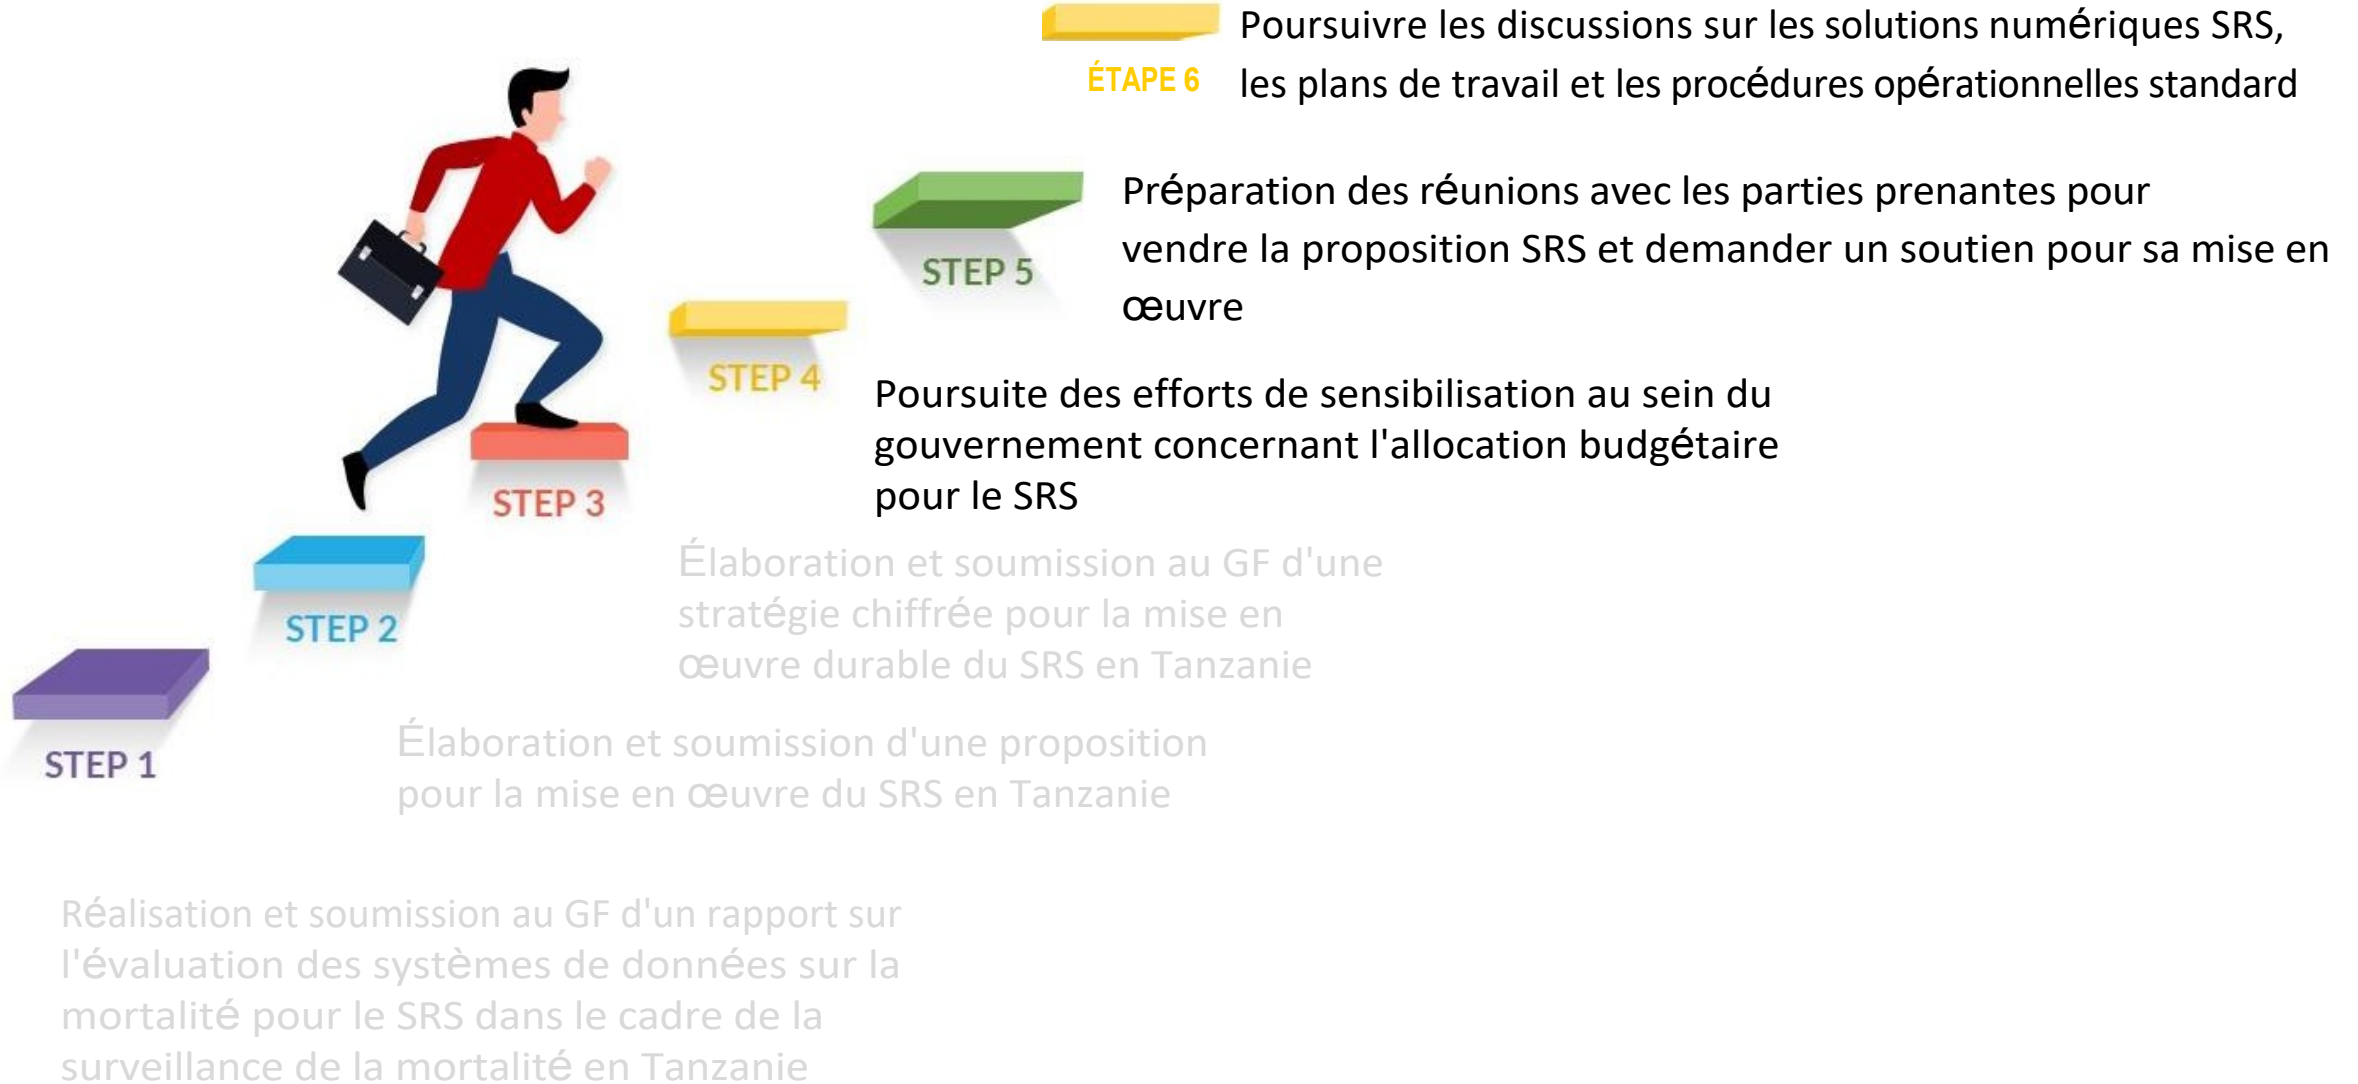 Poursuivre les discussions sur les solutions numériques SRS,
ÉTAPE 6
les plans de travail et les procédures opérationnelles standard
Préparation des réunions avec les parties prenantes pour
vendre la proposition SRS et demander un soutien pour sa mise en
œuvre
STEP 5
STEP 4
Poursuite des efforts de sensibilisation au sein du
gouvernement concernant l'allocation budgétaire
pour le SRS
STEP 3
Élaboration et soumission au GF d'une
stratégie chiffrée pour la mise en
œuvre durable du SRS en Tanzanie
STEP 2
Élaboration et soumission d'une proposition
pour la mise en œuvre du SRS en Tanzanie
STEP 1
Réalisation et soumission au GF d'un rapport sur
l'évaluation des systèmes de données sur la
mortalité pour le SRS dans le cadre de la
surveillance de la mortalité en Tanzanie